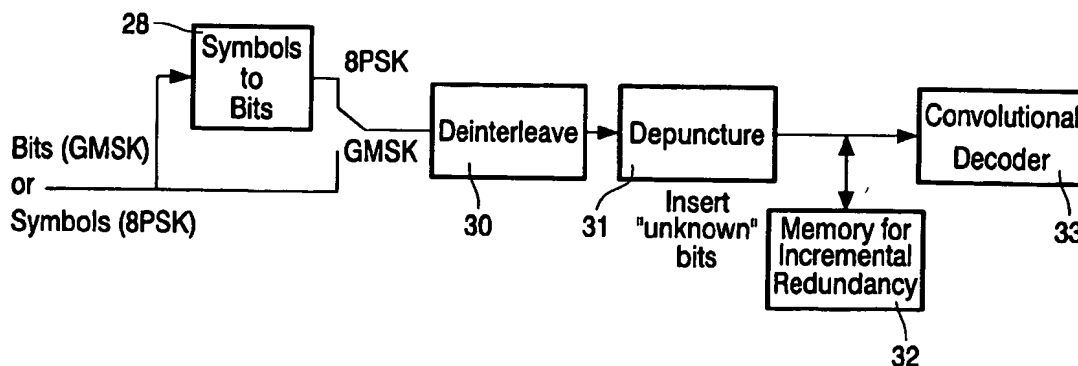 28
Symbols
to
Bits
8PSK
GMSK
Bits (GMSK)
or
Symbols (8PSK)
Deinterleave
30
Depuncture
31
Insert
"unknown"
bits
Memory for
Incremental
Redundancy
32
Convolutional
Decoder
33